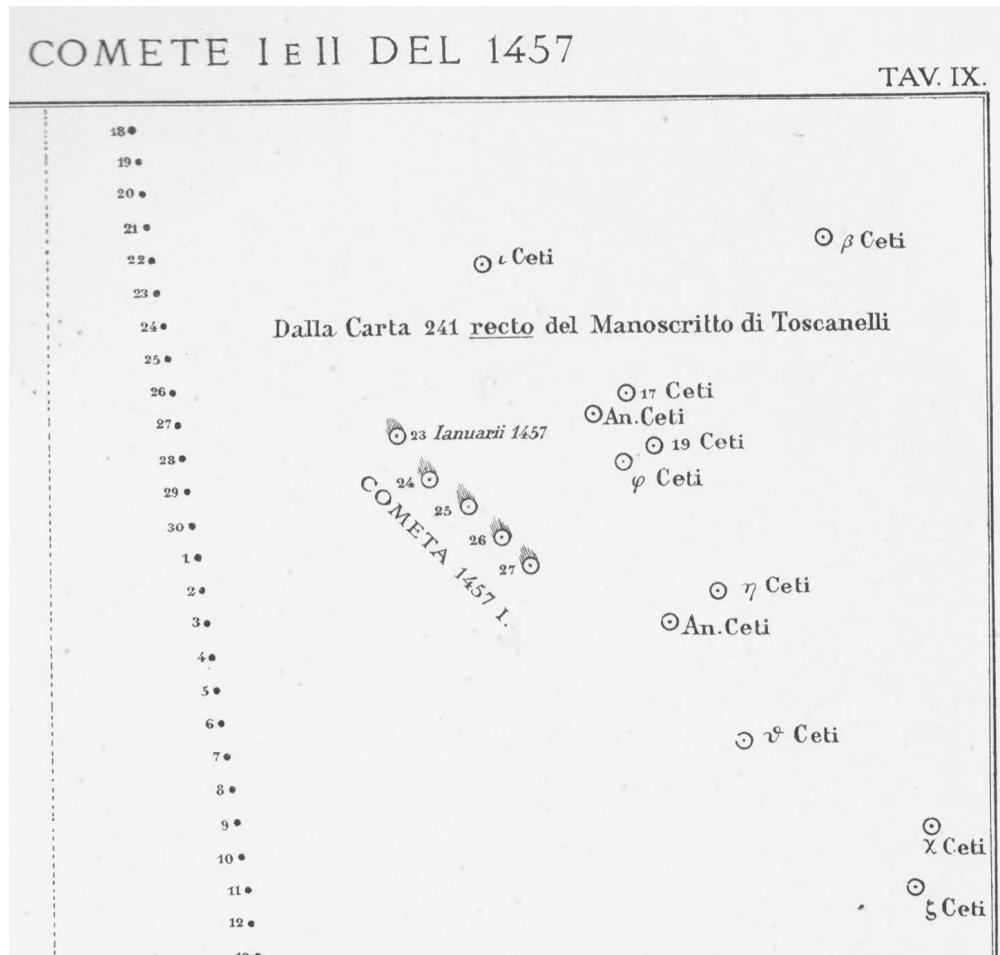 COMETE I E II DEL 1457
TAV. IX.
18
19
20
21
22
23
24
25
26
27
28
29
30
1
2
3
4
5
6
7
8
9
10
11
12
β Ceti
ι Ceti
Dalla Carta 241 recto del Manoscritto di Toscanelli
17 Ceti
An. Ceti
23 Ianuarii 1457
19 Ceti
φ Ceti
24
25
26
27
COMETA 1457 I.
η Ceti
An. Ceti
ϑ Ceti
χ Ceti
ζ Ceti